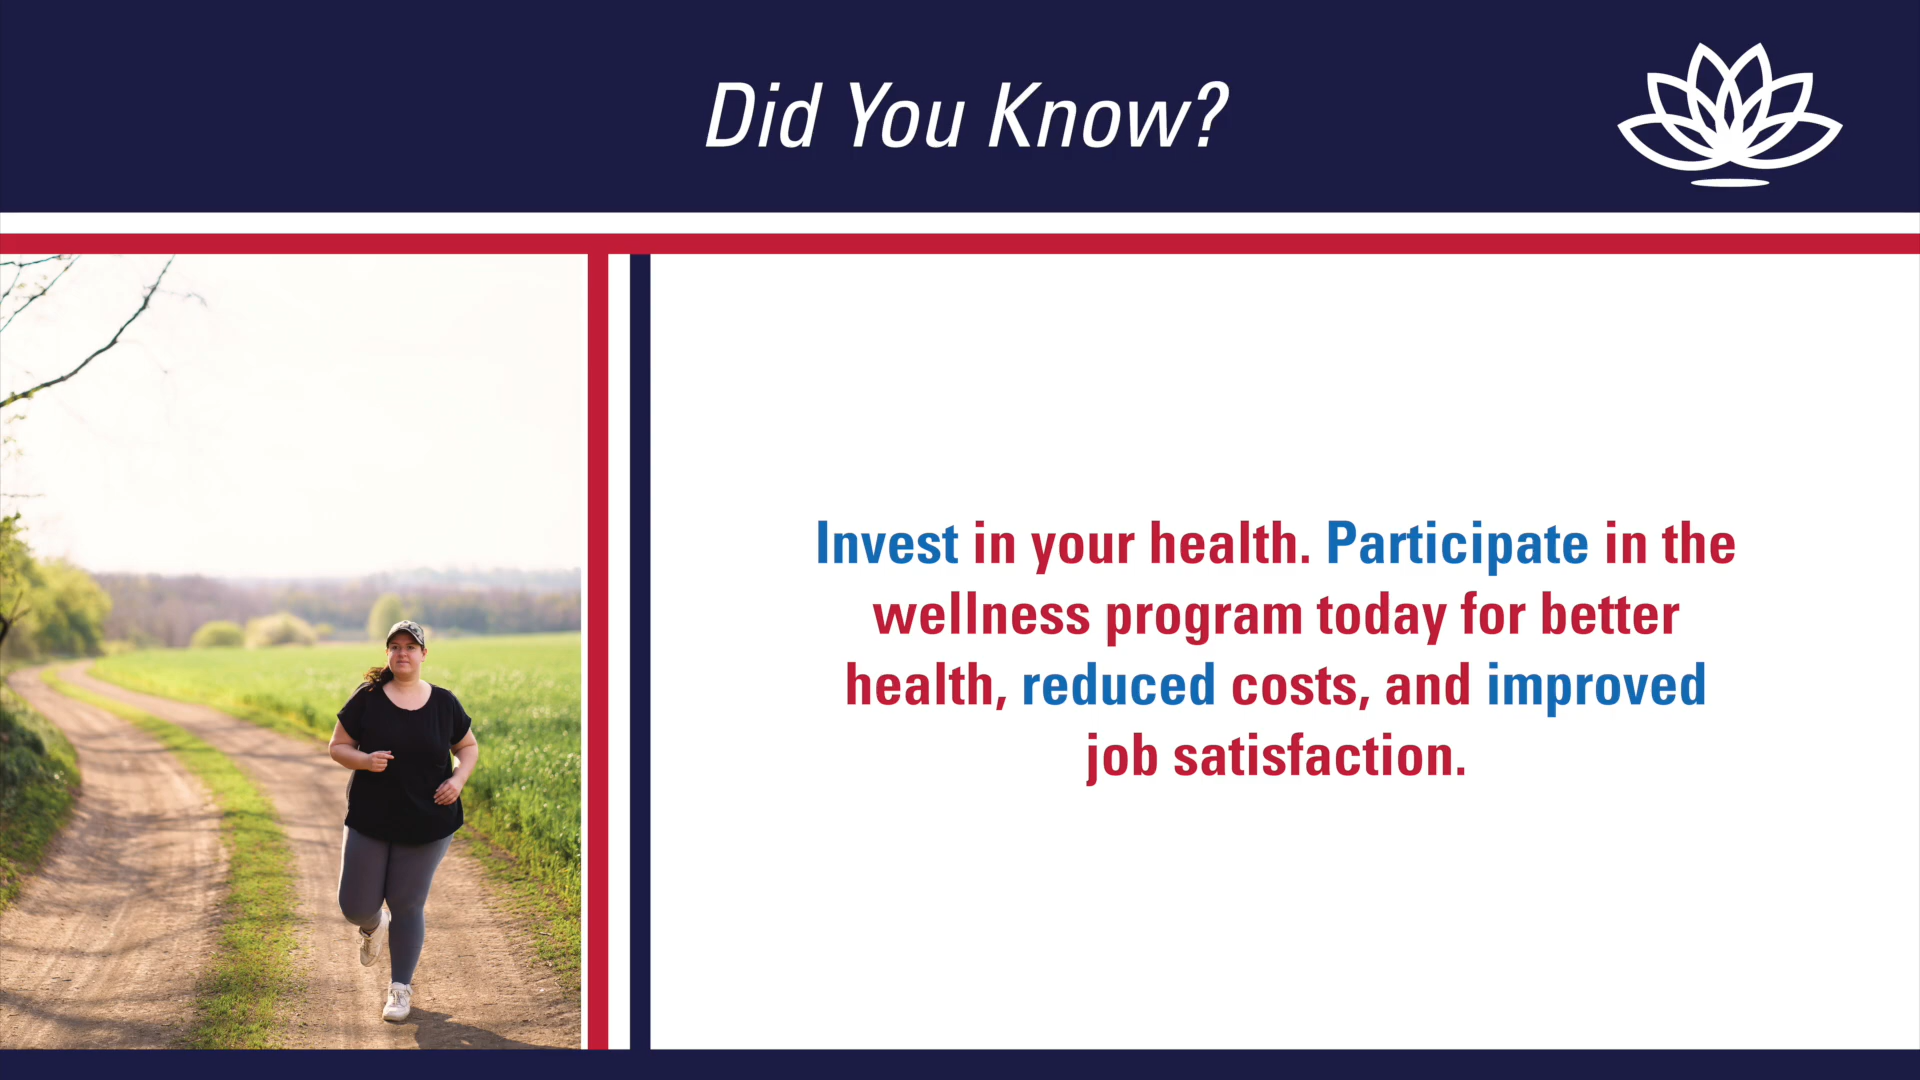 Did You Know?
Invest in your health. Participate in the
wellness program today for better
health, reduced costs, and improved
job satisfaction.